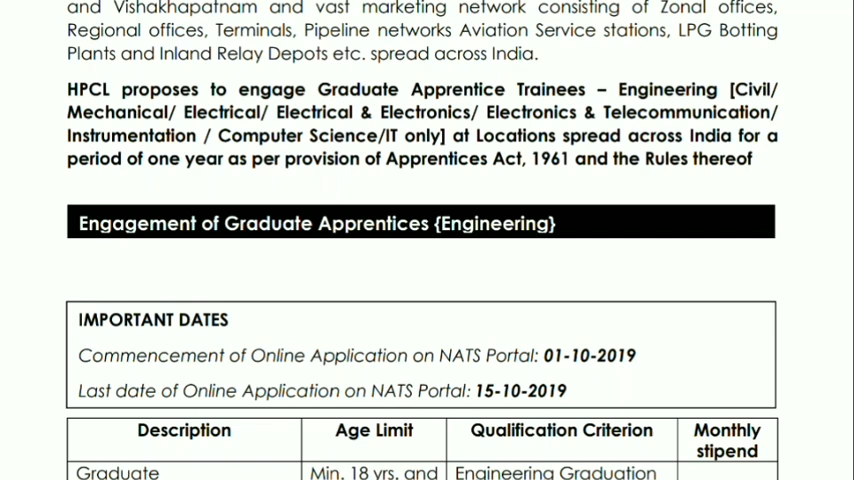 and Vishakhapatnam and vast marketing network consisting of Zonal offices,
Regional offices, Terminals, Pipeline networks Aviation Service stations, LPG Botting
Plants and Inland Relay Depots etc. spread across India.
HPCL proposes to engage Graduate Apprentice Trainees – Engineering [Civil/
Mechanical/ Electrical/ Electrical & Electronics/ Electronics & Telecommunication/
Instrumentation / Computer Science/IT only] at Locations spread across India for a
period of one year as per provision of Apprentices Act, 1961 and the Rules thereof
Engagement of Graduate Apprentices {Engineering}
IMPORTANT DATES
Commencement of Online Application on NATS Portal: 01-10-2019
Last date of Online Application on NATS Portal: 15-10-2019
Description Age Limit Qualification Criterion Monthly
stipend
Graduate Min. 18 yrs. and Engineering Graduation